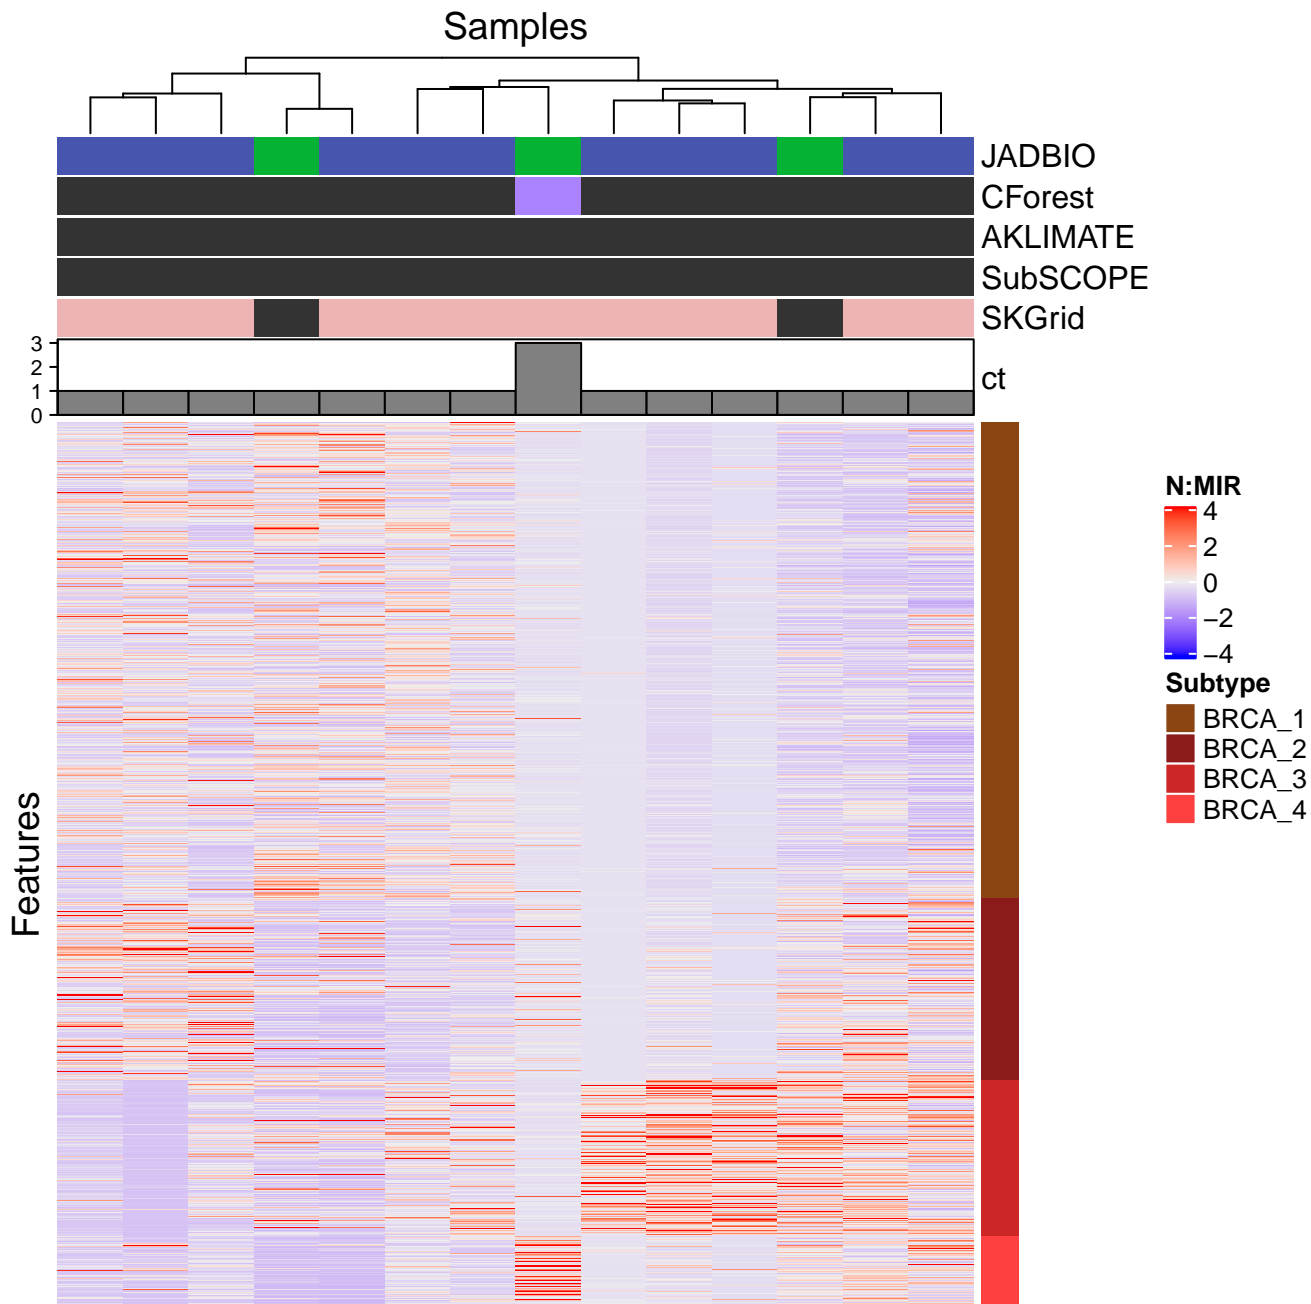 Samples
JADBIO
CForest
AKLIMATE
SubSCOPE
SKGrid
3
2
1
0
ct
Features
N:MIR
4
2
0
−2
−4
Subtype
BRCA_1
BRCA_2
BRCA_3
BRCA_4